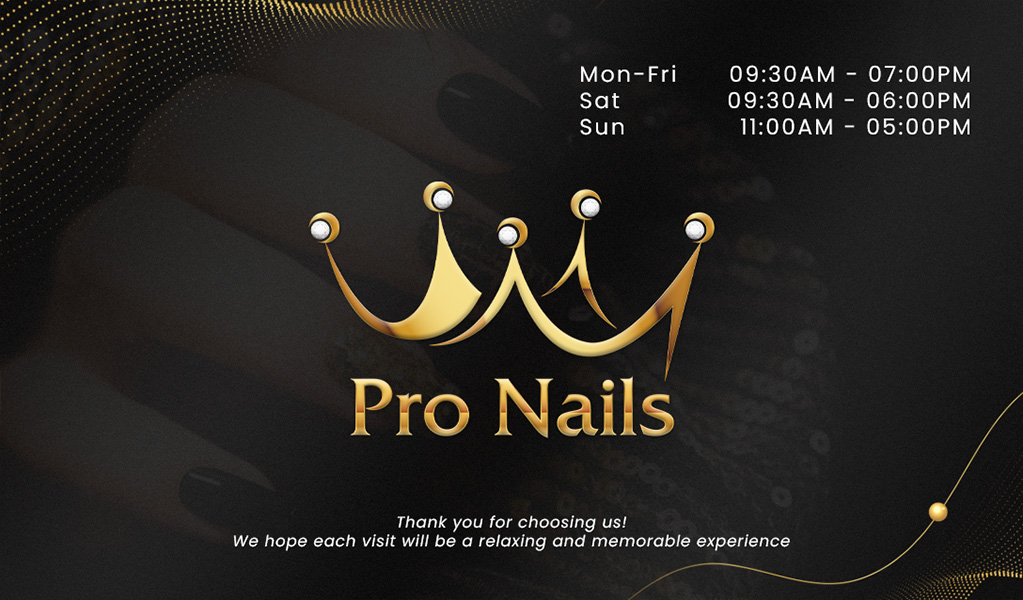 Mon-Fri 09:30AM - 07:00PM
Sat 09:30AM - 06:00PM
Sun 11:00AM - 05:00PM
Pro Nails
Thank you for choosing us!
We hope each visit will be a relaxing and memorable experience